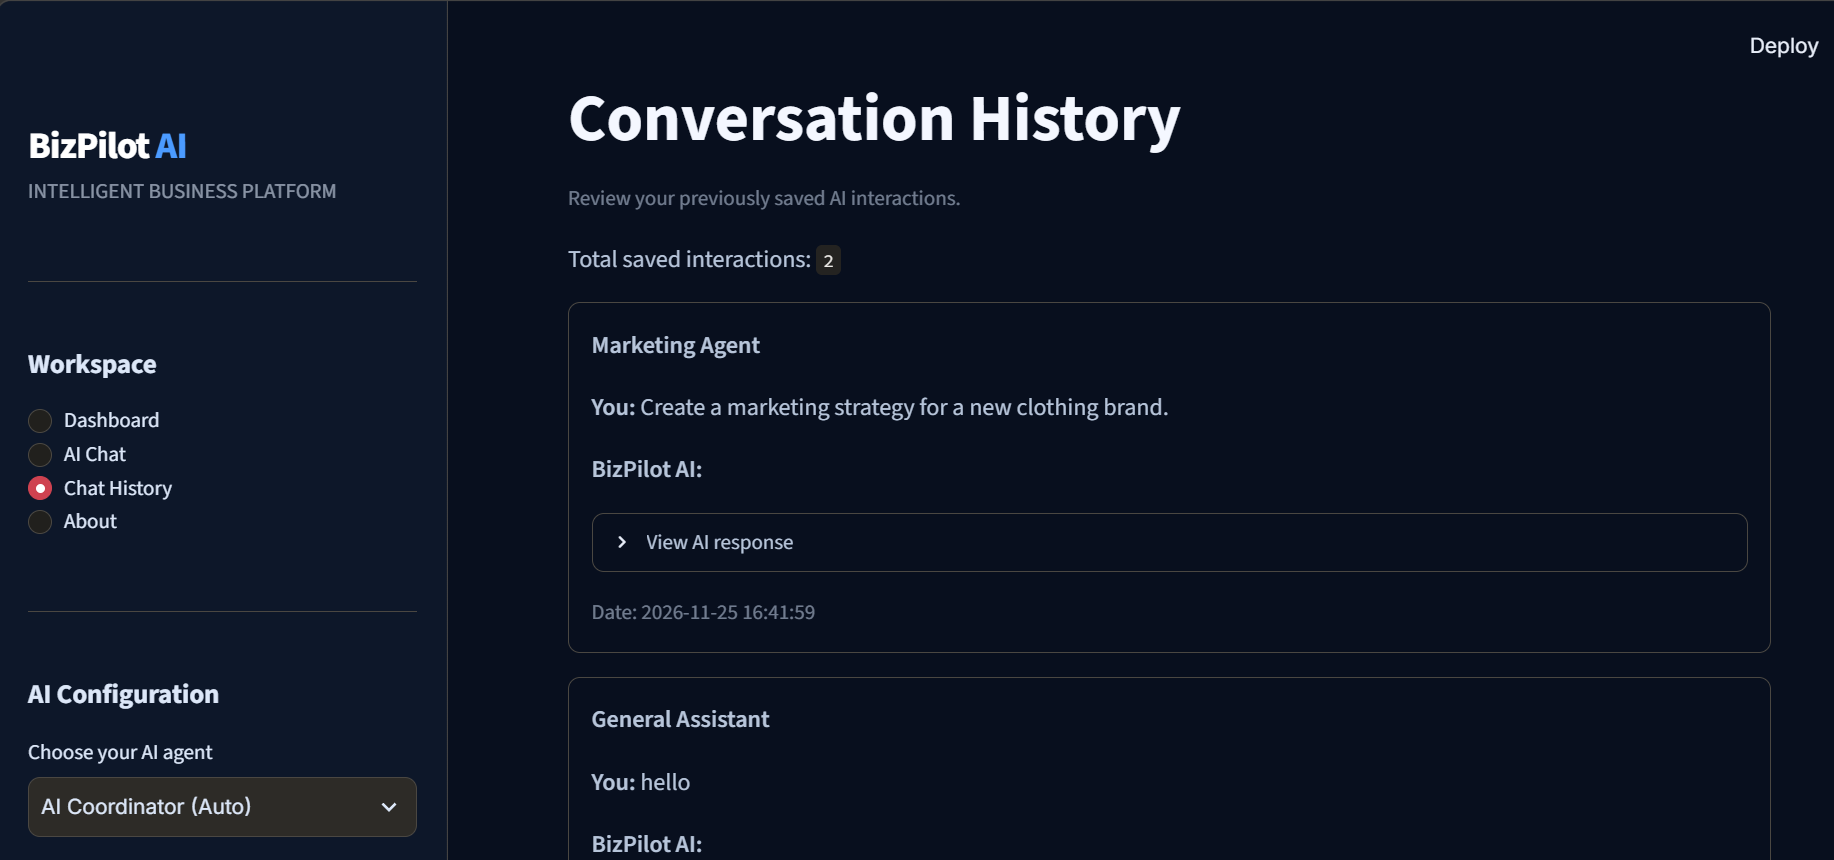 Deploy
BizPilot AI
INTELLIGENT BUSINESS PLATFORM
Workspace
Dashboard
AI Chat
Chat History
About
AI Configuration
Choose your AI agent
AI Coordinator (Auto)
Conversation History
Review your previously saved AI interactions.
Total saved interactions: 2
Marketing Agent
You: Create a marketing strategy for a new clothing brand.
BizPilot AI:
View AI response
Date: 2026-11-25 16:41:59
General Assistant
You: hello
BizPilot AI: